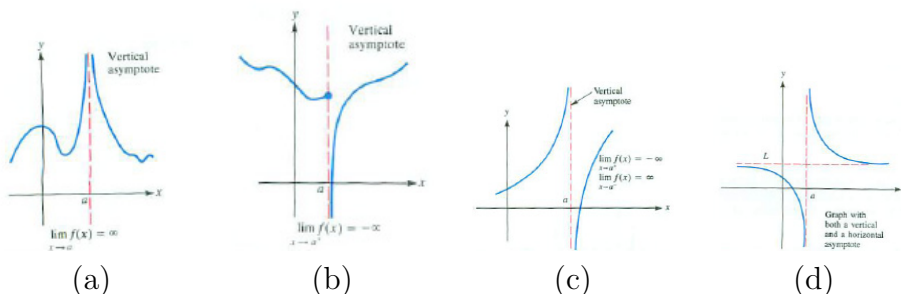 y
Vertical
asymptote
a
x
lim f(x) = ∞
x → a
(a)
y
Vertical
asymptote
a
x
lim f(x) = −∞
x → a⁺
(b)
y
Vertical
asymptote
lim f(x) = −∞
lim f(x) = ∞
a
x
(c)
y
L
a
x
Graph with
both a vertical
and a horizontal
asymptote
(d)